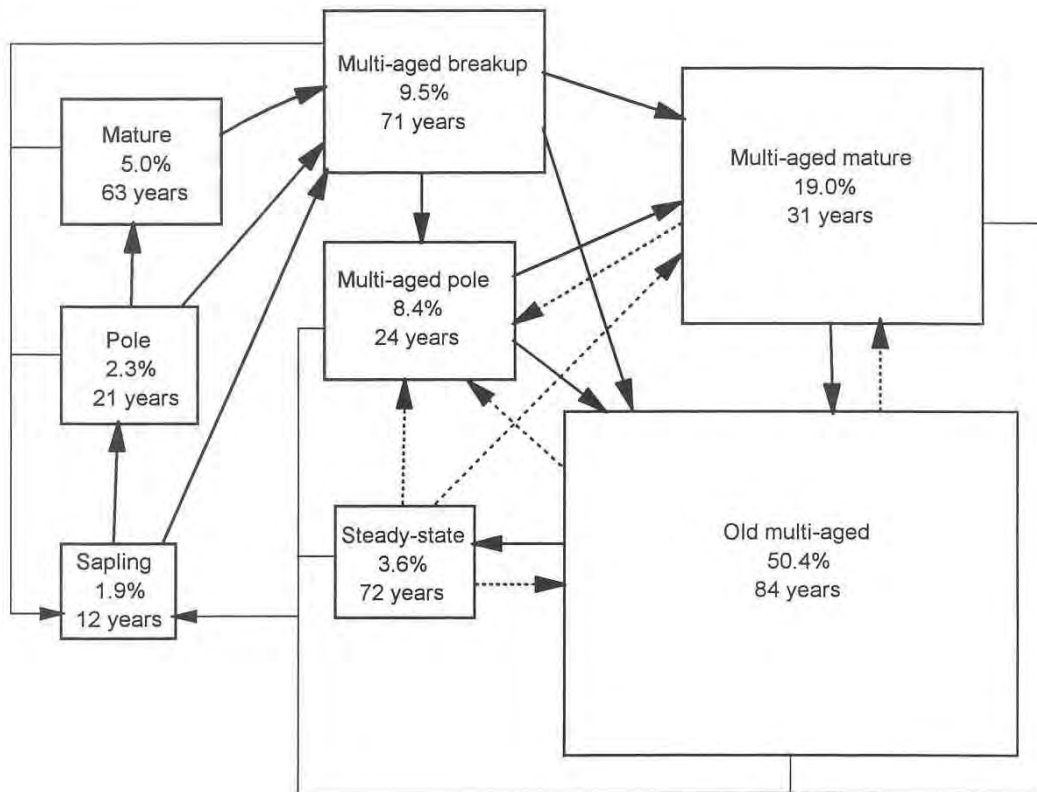 Multi-aged breakup
9.5%
71 years
Mature
5.0%
63 years
Multi-aged mature
19.0%
31 years
Multi-aged pole
8.4%
24 years
Pole
2.3%
21 years
Steady-state
3.6%
72 years
Old multi-aged
50.4%
84 years
Sapling
1.9%
12 years